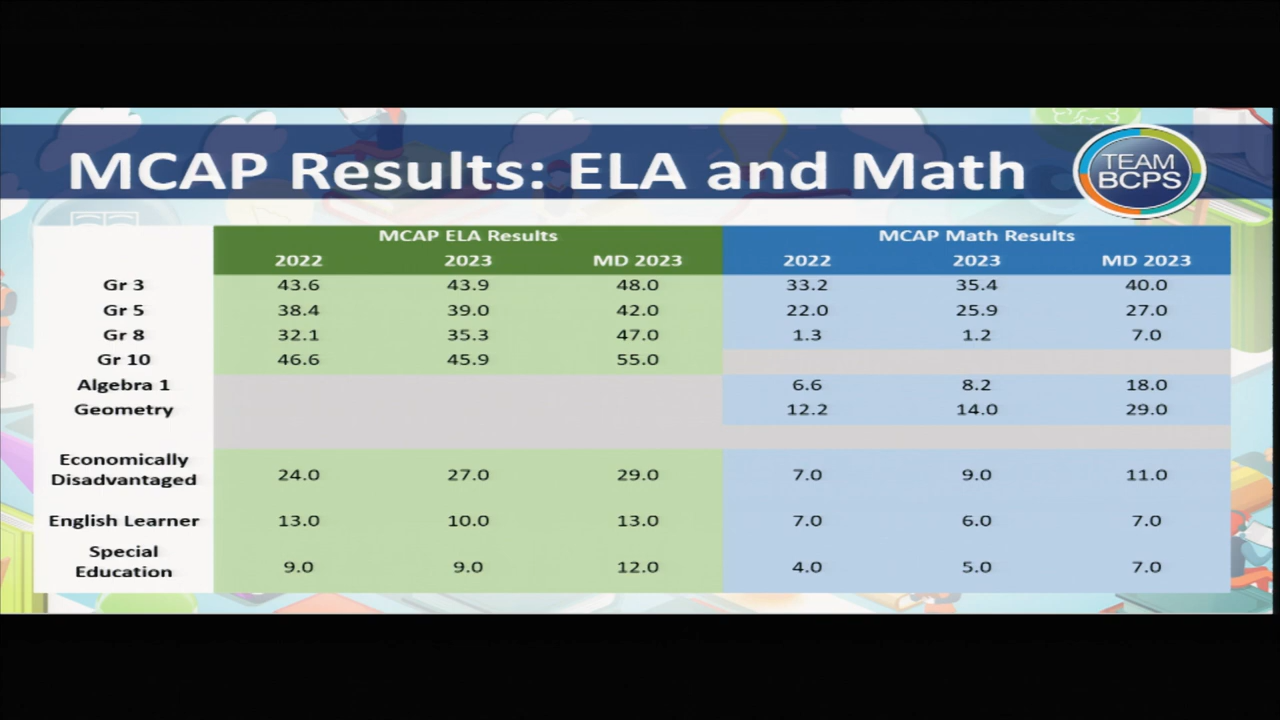 MCAP Results: ELA and Math
TEAM
BCPS
MCAP ELA Results MCAP Math Results
2022 2023 MD 2023 2022 2023 MD 2023
Gr 3 43.6 43.9 48.0 33.2 35.4 40.0
Gr 5 38.4 39.0 42.0 22.0 25.9 27.0
Gr 8 32.1 35.3 47.0 1.3 1.2 7.0
Gr 10 46.6 45.9 55.0
Algebra 1 6.6 8.2 18.0
Geometry 12.2 14.0 29.0
Economically
Disadvantaged 24.0 27.0 29.0 7.0 9.0 11.0
English Learner 13.0 10.0 13.0 7.0 6.0 7.0
Special
Education 9.0 9.0 12.0 4.0 5.0 7.0